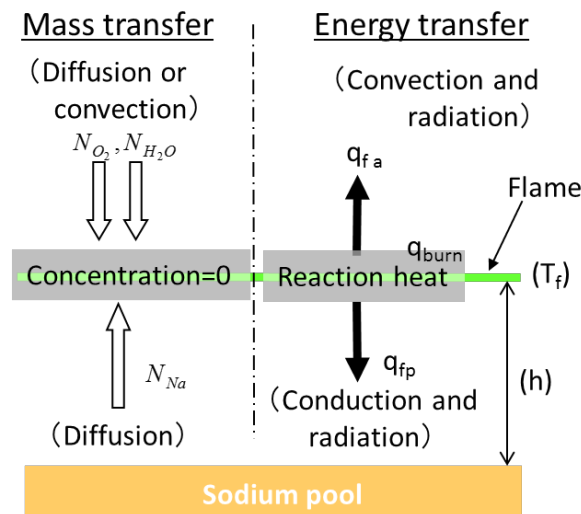 Mass transfer
Energy transfer
（Diffusion or
convection）
N_{O_2}, N_{H_2O}
（Convection and
radiation）
q_{fa}
Flame
q_{burn}
Concentration=0
Reaction heat
(T_f)
N_{Na}
q_{fp}
(h)
（Diffusion）
（Conduction and
radiation）
Sodium pool